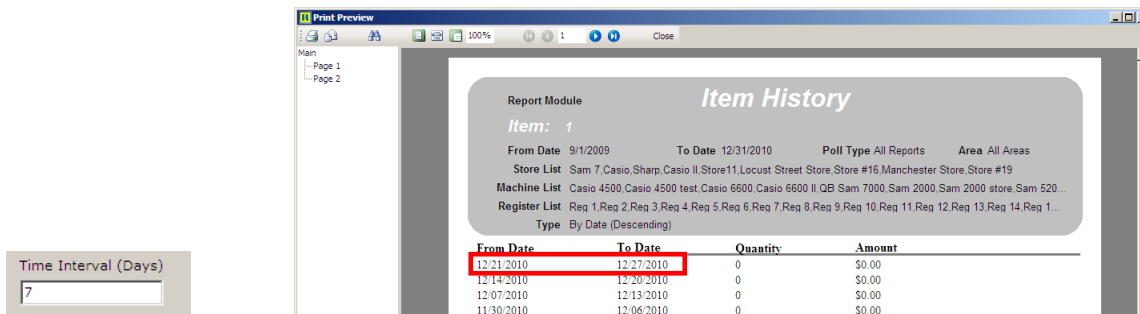 Print Preview
100% 1 Close
Main
Page 1
Page 2
Report Module Item History
Item: 1
From Date 9/1/2009 To Date 12/31/2010 Poll Type All Reports Area All Areas
Store List Sam 7,Casio,Sharp,Casio II,Store11,Locust Street Store,Store #16,Manchester Store,Store #19
Machine List Casio 4500,Casio 4500 test,Casio 6600,Casio 6600 II,QB Sam 7000,Sam 2000,Sam 2000 store,Sam 520...
Register List Reg 1,Reg 2,Reg 3,Reg 4,Reg 5,Reg 6,Reg 7,Reg 8,Reg 9,Reg 10,Reg 11,Reg 12,Reg 13,Reg 14,Reg 1...
Type By Date (Descending)
From Date To Date Quantity Amount
12/21/2010 12/27/2010 0 $0.00
12/14/2010 12/20/2010 0 $0.00
12/07/2010 12/13/2010 0 $0.00
11/30/2010 12/06/2010 0 $0.00
Time Interval (Days)
7